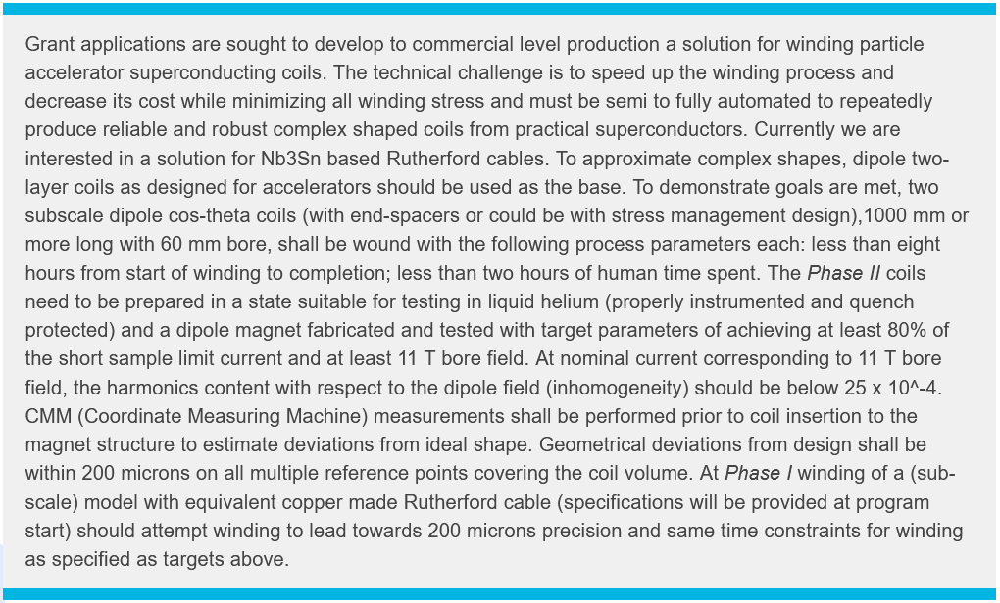 Grant applications are sought to develop to commercial level production a solution for winding particle
accelerator superconducting coils. The technical challenge is to speed up the winding process and
decrease its cost while minimizing all winding stress and must be semi to fully automated to repeatedly
produce reliable and robust complex shaped coils from practical superconductors. Currently we are
interested in a solution for Nb3Sn based Rutherford cables. To approximate complex shapes, dipole two-
layer coils as designed for accelerators should be used as the base. To demonstrate goals are met, two
subscale dipole cos-theta coils (with end-spacers or could be with stress management design),1000 mm or
more long with 60 mm bore, shall be wound with the following process parameters each: less than eight
hours from start of winding to completion; less than two hours of human time spent. The Phase II coils
need to be prepared in a state suitable for testing in liquid helium (properly instrumented and quench
protected) and a dipole magnet fabricated and tested with target parameters of achieving at least 80% of
the short sample limit current and at least 11 T bore field. At nominal current corresponding to 11 T bore
field, the harmonics content with respect to the dipole field (inhomogeneity) should be below 25 x 10^-4.
CMM (Coordinate Measuring Machine) measurements shall be performed prior to coil insertion to the
magnet structure to estimate deviations from ideal shape. Geometrical deviations from design shall be
within 200 microns on all multiple reference points covering the coil volume. At Phase I winding of a (sub-
scale) model with equivalent copper made Rutherford cable (specifications will be provided at program
start) should attempt winding to lead towards 200 microns precision and same time constraints for winding
as specified as targets above.